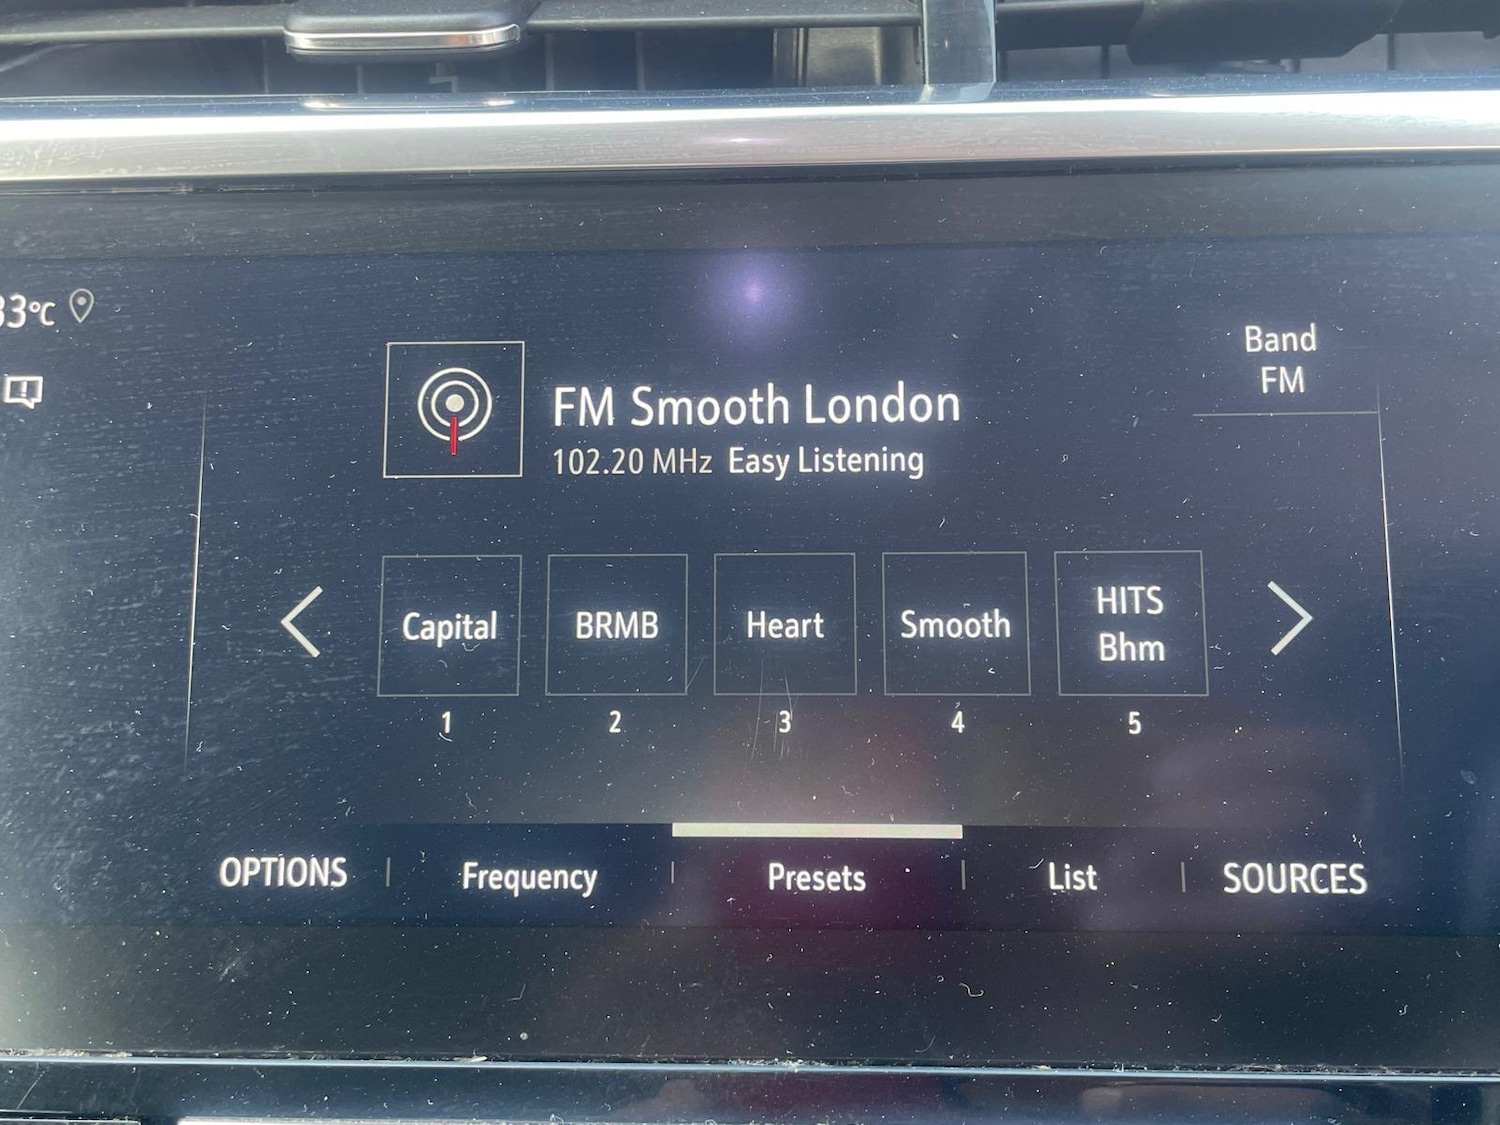 33°C
Band
FM
FM Smooth London
102.20 MHz Easy Listening
Capital
BRMB
Heart
Smooth
HITS
Bhm
1
2
3
4
5
OPTIONS
Frequency
Presets
List
SOURCES